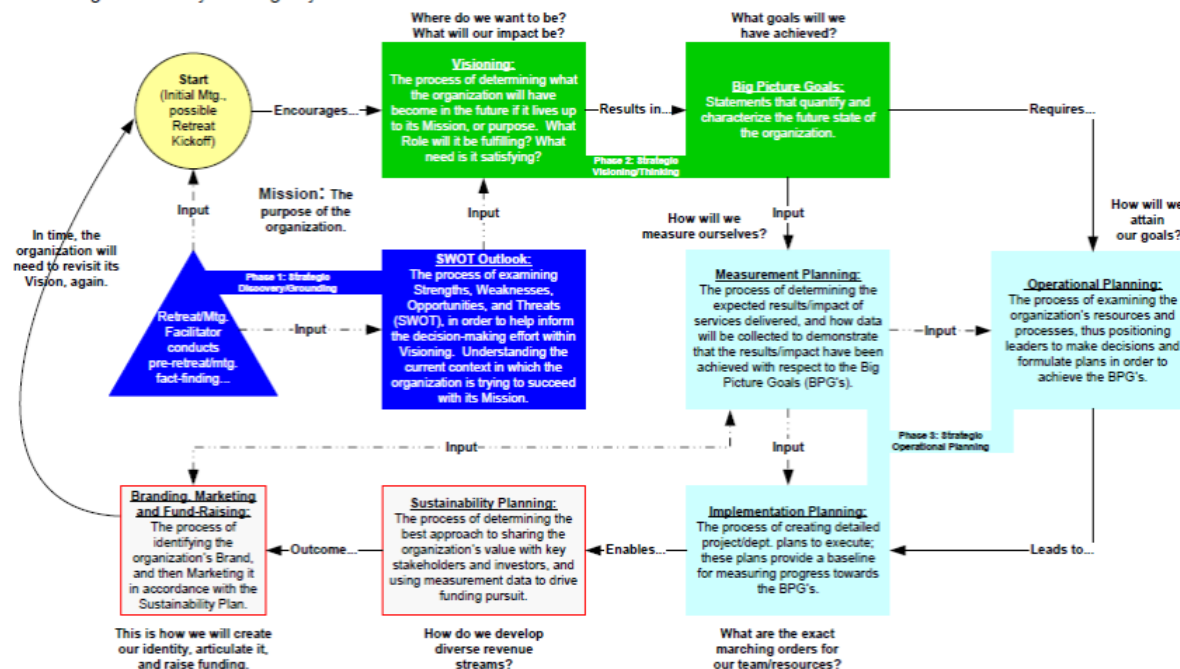 Where do we want to be?
What will our impact be?
What goals will we
have achieved?
Start
(Initial Mtg.,
possible
Retreat
Kickoff)
Encourages...
Visioning:
The process of determining what
the organization will have
become in the future if it lives up
to its Mission, or purpose. What
Role will it be fulfilling? What
need is it satisfying?
Results in...
Big Picture Goals:
Statements that quantify and
characterize the future state of
the organization.
Requires...
Phase 2: Strategic
Visioning/Thinking
Input
Mission: The
purpose of the
organization.
Input
Input
How will we
measure ourselves?
How will we
attain
our goals?
In time, the
organization will
need to revisit its
Vision, again.
Phase 1: Strategic
Discovery/Grounding
Retreat/Mtg.
Facilitator
conducts
pre-retreat/mtg.
fact-finding...
Input
SWOT Outlook:
The process of examining
Strengths, Weaknesses,
Opportunities, and Threats
(SWOT), in order to help inform
the decision-making effort within
Visioning. Understanding the
current context in which the
organization is trying to succeed
with its Mission.
Measurement Planning:
The process of determining the
expected results/impact of
services delivered, and how data
will be collected to demonstrate
that the results/impact have been
achieved with respect to the Big
Picture Goals (BPG's).
Input
Operational Planning:
The process of examining the
organization's resources and
processes, thus positioning
leaders to make decisions and
formulate plans in order to
achieve the BPG's.
Phase 3: Strategic
Operational Planning
Input
Input
Branding, Marketing
and Fund-Raising:
The process of
identifying the
organization's Brand,
and then Marketing it
in accordance with the
Sustainability Plan.
Outcome...
Sustainability Planning:
The process of determining the
best approach to sharing the
organization's value with key
stakeholders and investors, and
using measurement data to drive
funding pursuit.
Enables...
Implementation Planning:
The process of creating detailed
project/dept. plans to execute;
these plans provide a baseline
for measuring progress towards
the BPG's.
Leads to...
This is how we will create
our identity, articulate it,
and raise funding.
How do we develop
diverse revenue
streams?
What are the exact
marching orders for
our team/resources?